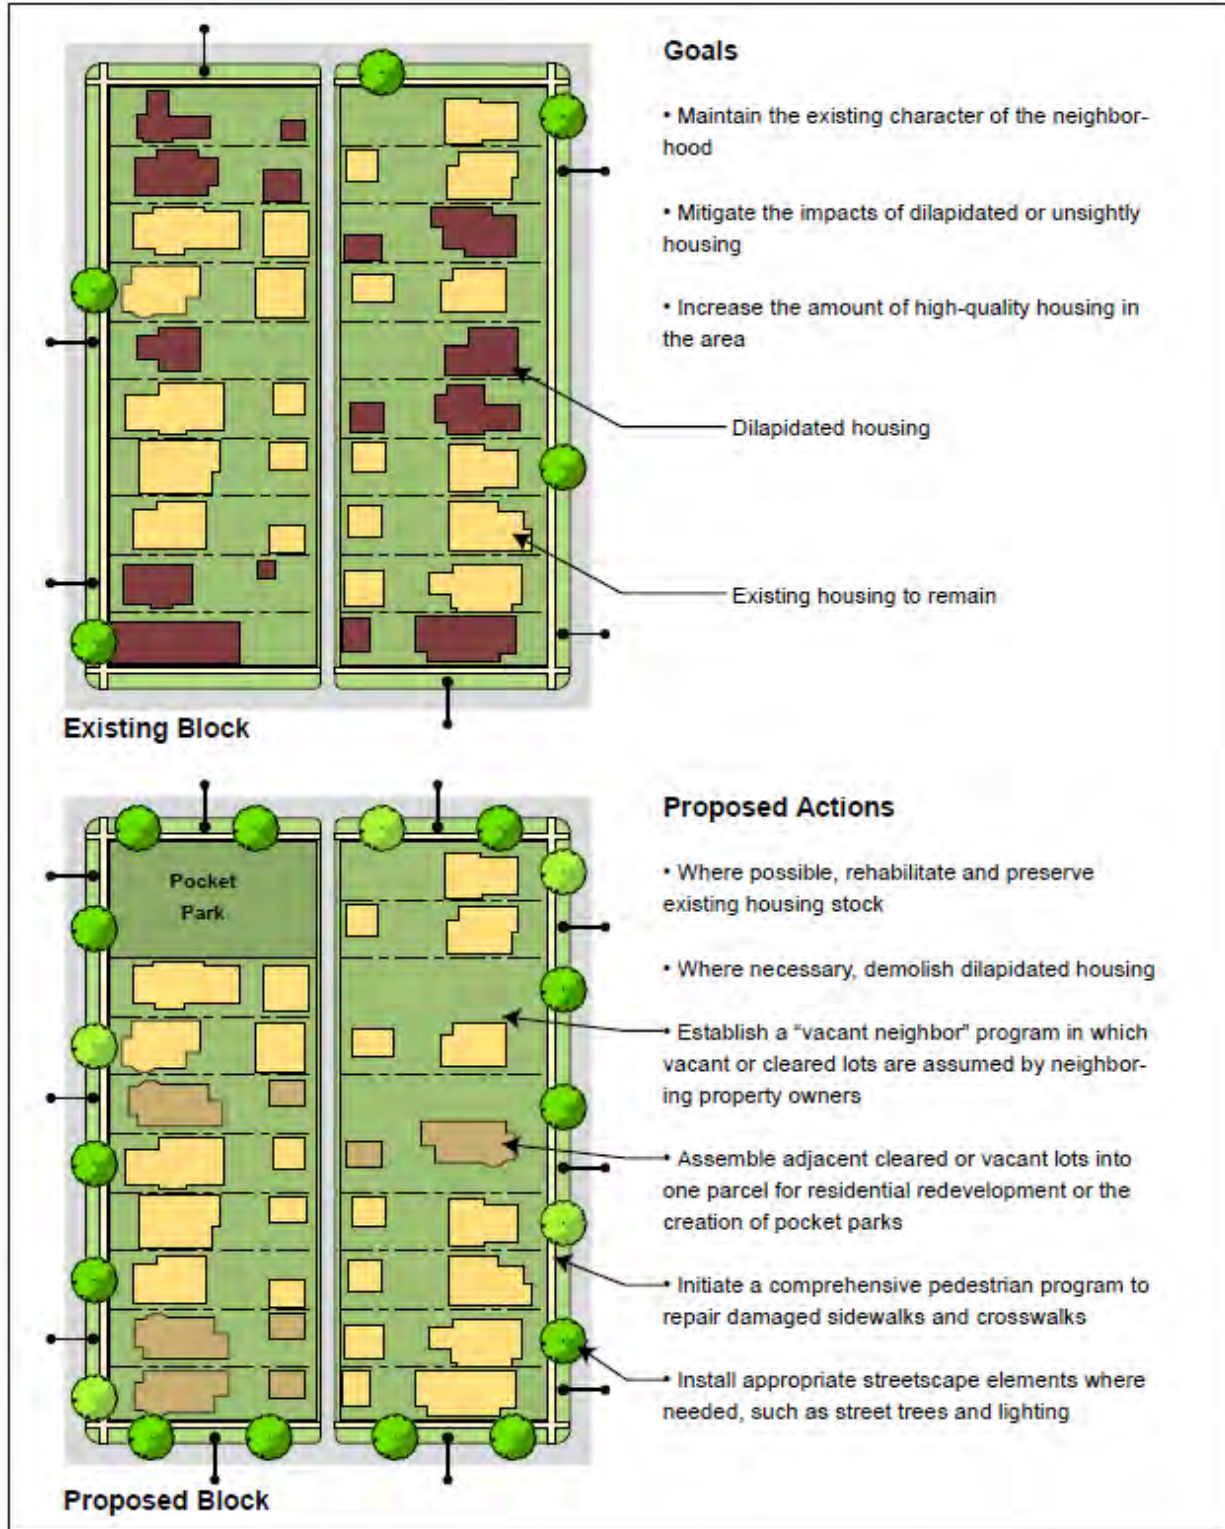 Goals
• Maintain the existing character of the neighbor-
hood
• Mitigate the impacts of dilapidated or unsightly
housing
• Increase the amount of high-quality housing in
the area
Dilapidated housing
Existing housing to remain
Existing Block
Proposed Actions
• Where possible, rehabilitate and preserve
existing housing stock
• Where necessary, demolish dilapidated housing
• Establish a “vacant neighbor” program in which
vacant or cleared lots are assumed by neighbor-
ing property owners
• Assemble adjacent cleared or vacant lots into
one parcel for residential redevelopment or the
creation of pocket parks
• Initiate a comprehensive pedestrian program to
repair damaged sidewalks and crosswalks
• Install appropriate streetscape elements where
needed, such as street trees and lighting
Pocket
Park
Proposed Block